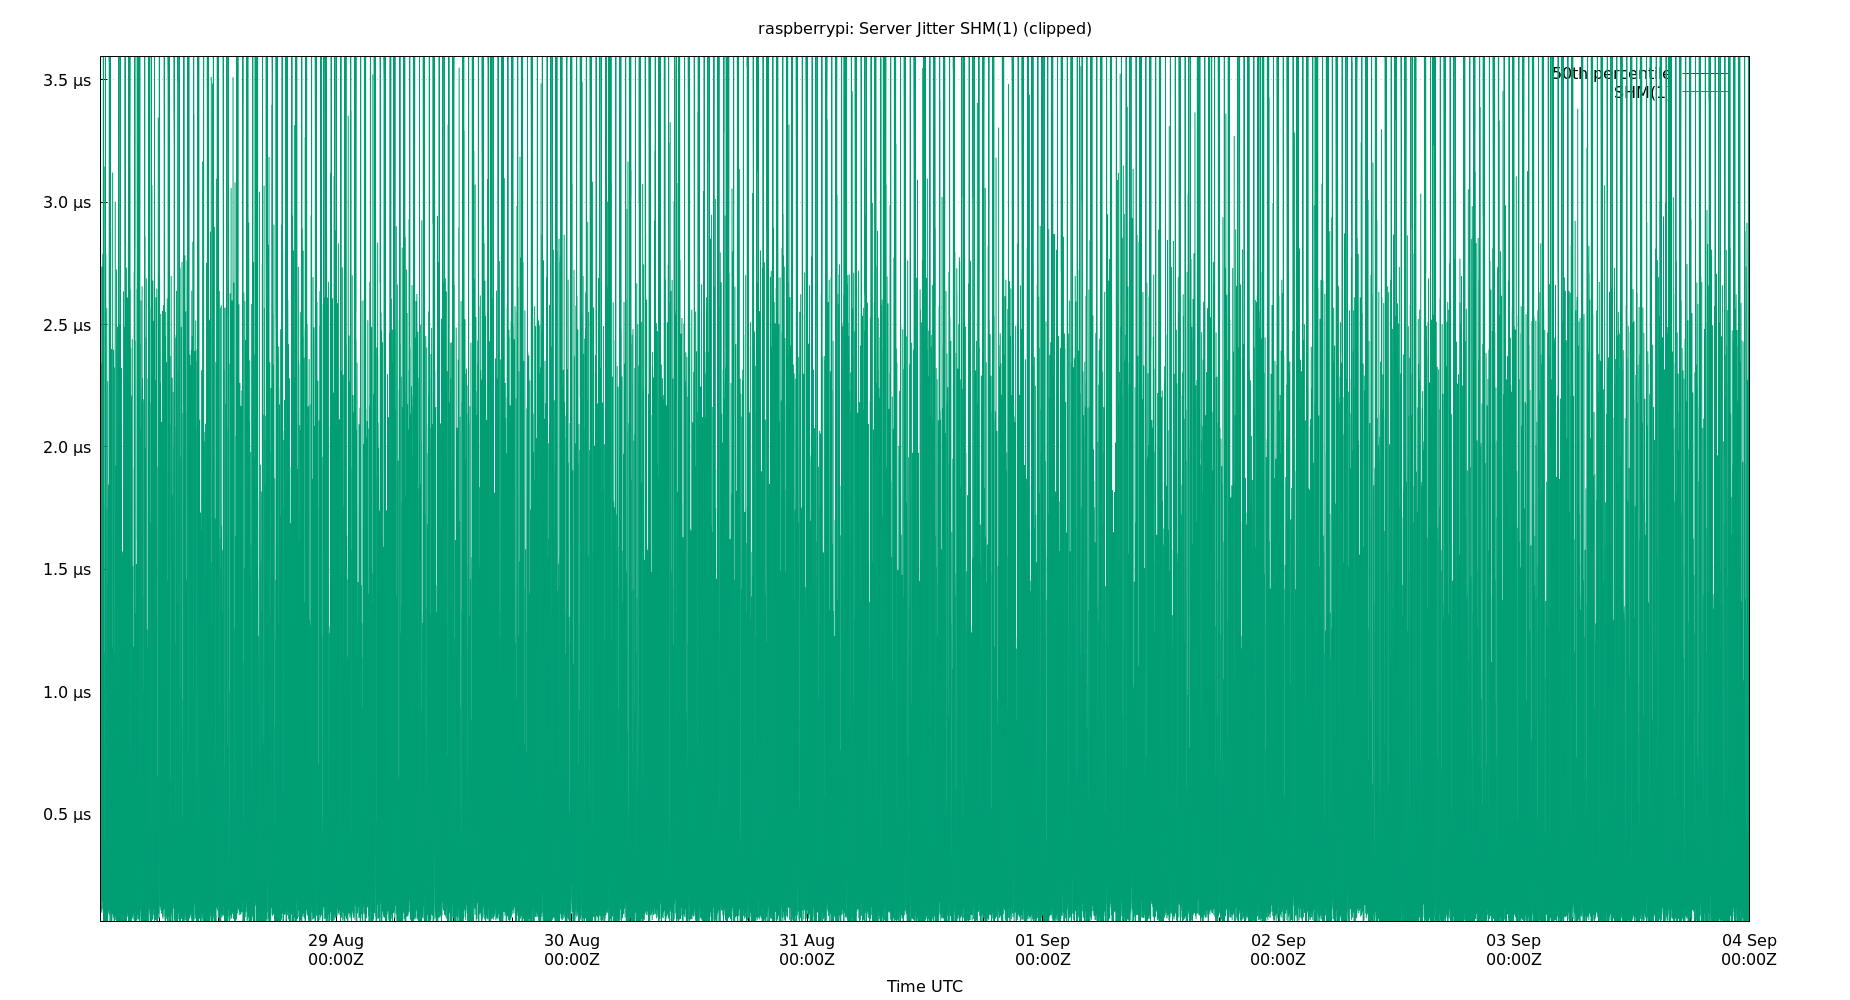 raspberrypi: Server Jitter SHM(1) (clipped)
3.5 µs
50th percentile
SHM(1)
3.0 µs
2.5 µs
2.0 µs
1.5 µs
1.0 µs
0.5 µs
29 Aug 30 Aug 31 Aug 01 Sep 02 Sep 03 Sep 04 Sep
00:00Z 00:00Z 00:00Z 00:00Z 00:00Z 00:00Z 00:00Z
Time UTC